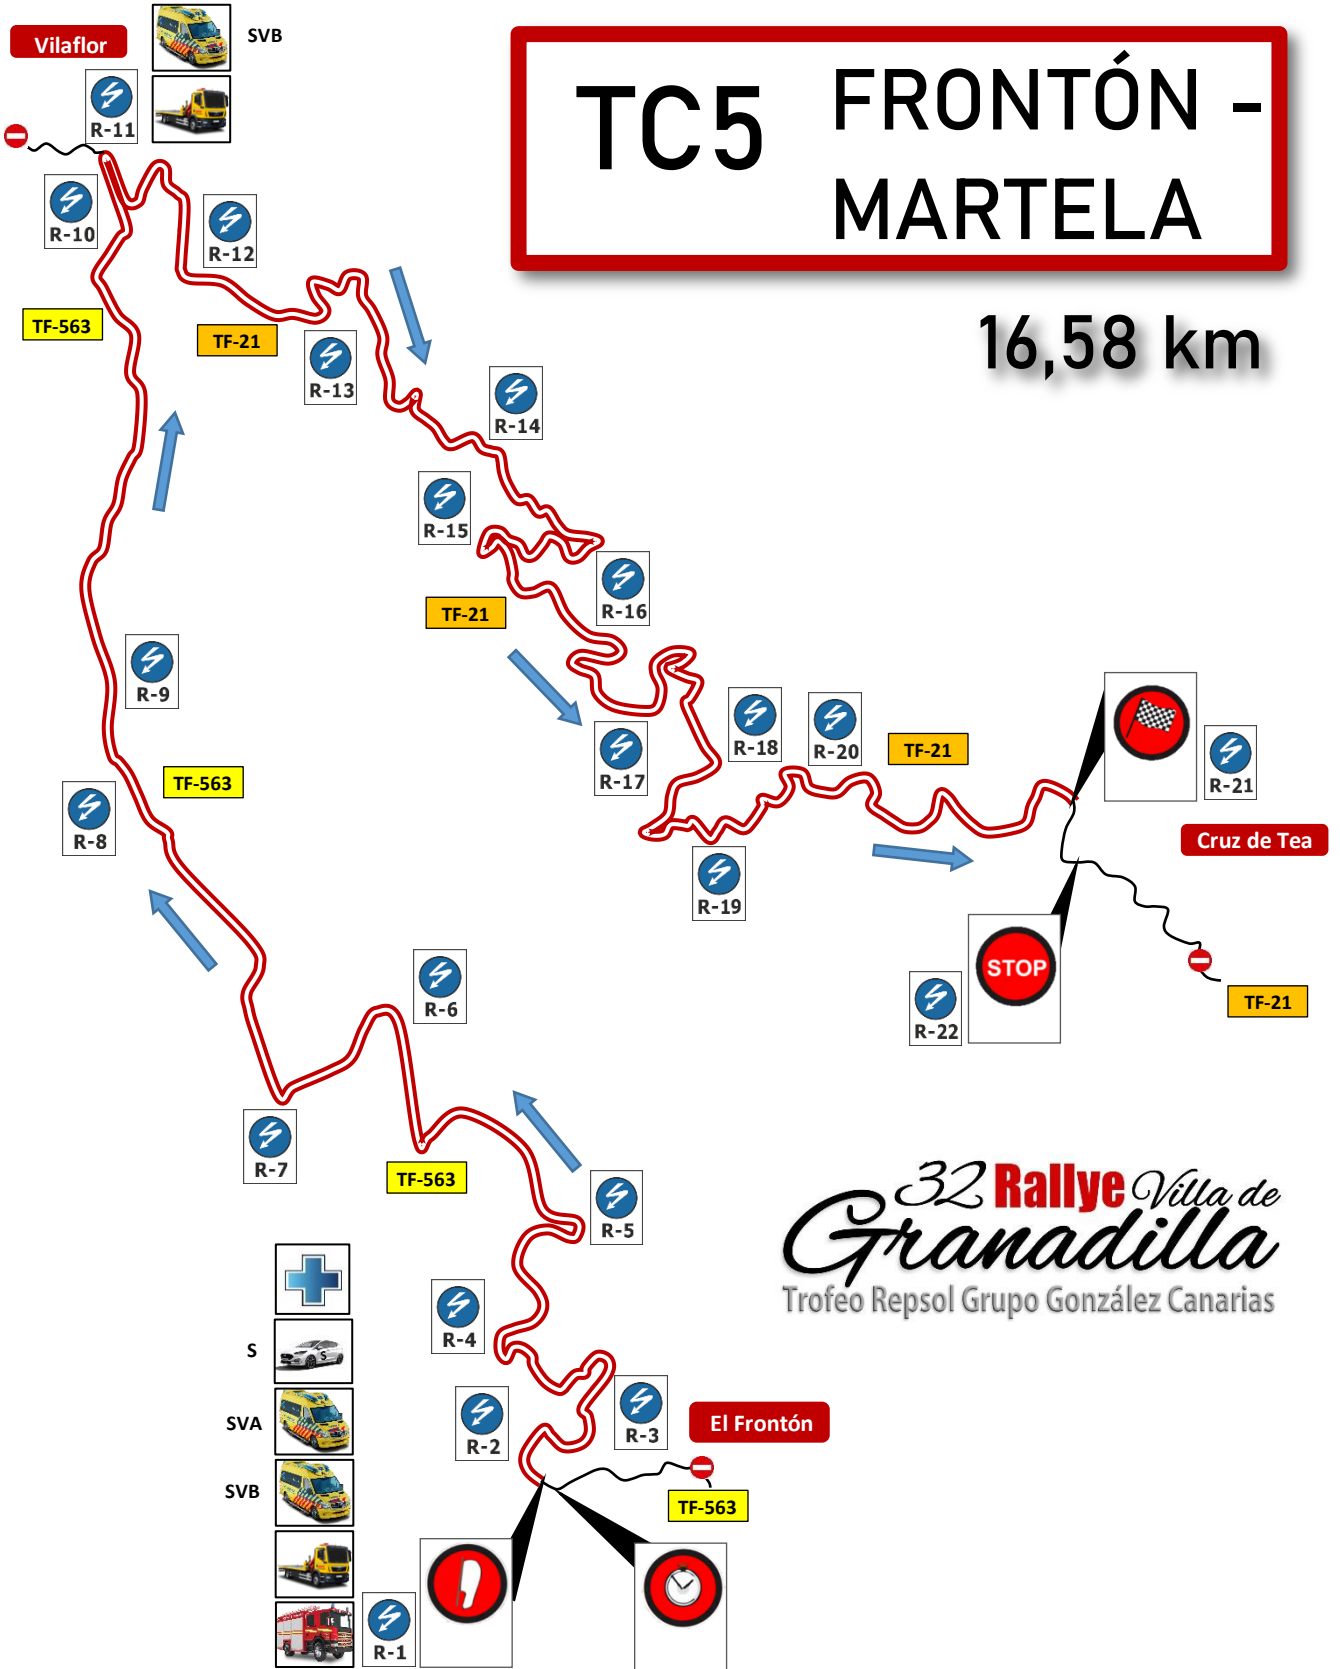 Vilaflor
SVB
R-11
TC5
FRONTÓN -
MARTELA
16,58 km
R-10
R-12
TF-563
TF-21
R-13
R-14
R-15
R-16
TF-21
R-9
R-17
R-18
R-20
TF-21
R-21
TF-563
R-8
Cruz de Tea
R-19
STOP
R-22
TF-21
R-6
R-7
TF-563
R-5
32 Rallye Villa de
Granadilla
Trofeo Repsol Grupo González Canarias
R-4
S
S
SVA
R-2
R-3
El Frontón
SVB
TF-563
R-1